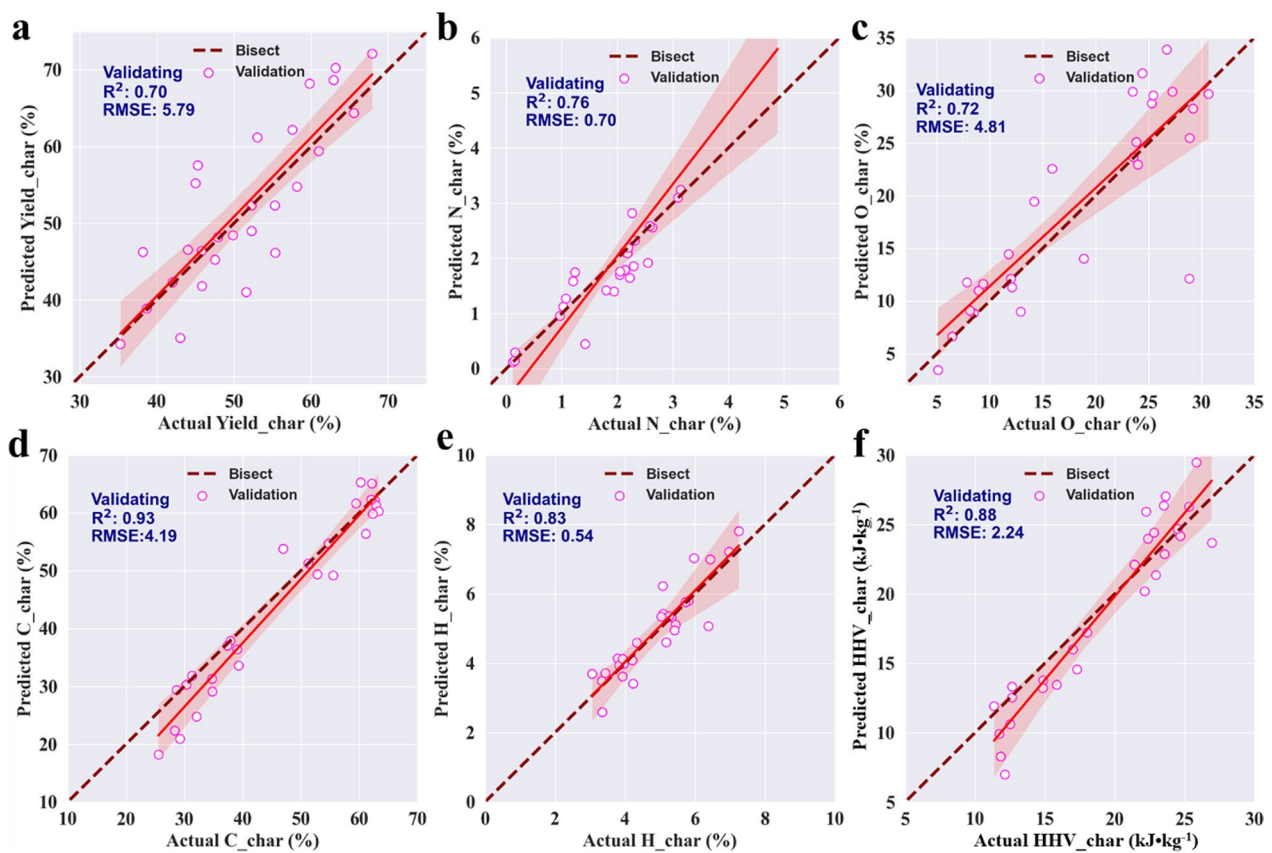 a
Bisect
Validation
Validating
R²: 0.70
RMSE: 5.79
70
60
50
40
30
30 40 50 60 70
Predicted Yield_char (%)
Actual Yield_char (%)
b
Bisect
Validation
Validating
R²: 0.76
RMSE: 0.70
6
5
4
3
2
1
0
0 1 2 3 4 5 6
Predicted N_char (%)
Actual N_char (%)
c
Bisect
Validation
Validating
R²: 0.72
RMSE: 4.81
35
30
25
20
15
10
5
5 10 15 20 25 30 35
Predicted O_char (%)
Actual O_char (%)
d
Bisect
Validation
Validating
R²: 0.93
RMSE:4.19
70
60
50
40
30
20
10
10 20 30 40 50 60 70
Predicted C_char (%)
Actual C_char (%)
e
Bisect
Validation
Validating
R²: 0.83
RMSE: 0.54
10
8
6
4
2
0
0 2 4 6 8 10
Predicted H_char (%)
Actual H_char (%)
f
Bisect
Validation
Validating
R²: 0.88
RMSE: 2.24
30
25
20
15
10
5
5 10 15 20 25 30
Predicted HHV_char (kJ•kg⁻¹)
Actual HHV_char (kJ•kg⁻¹)